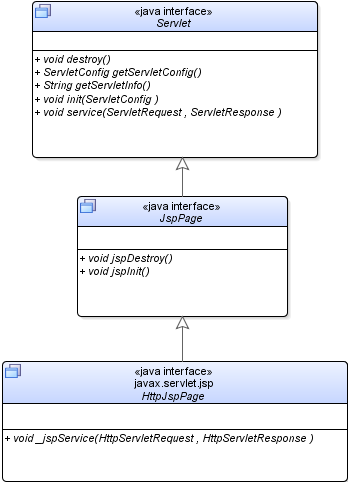 «java interface»
Servlet
+ void destroy()
+ ServletConfig getServletConfig()
+ String getServletInfo()
+ void init(ServletConfig )
+ void service(ServletRequest , ServletResponse )
«java interface»
JspPage
+ void jspDestroy()
+ void jspInit()
«java interface»
javax.servlet.jsp
HttpJspPage
+ void _jspService(HttpServletRequest , HttpServletResponse )